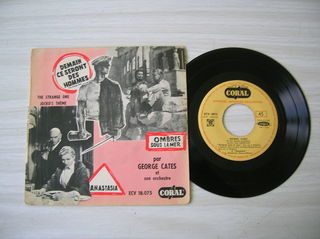 DEMAIN
CE SERONT
DES
HOMMES
THE STRANGE ONE
JOCKO'S THEME
OMBRES
SOUS LA MER
par
GEORGE CATES
et
son orchestre
ANASTASIA
ECV 18.075
CORAL
CORAL
45